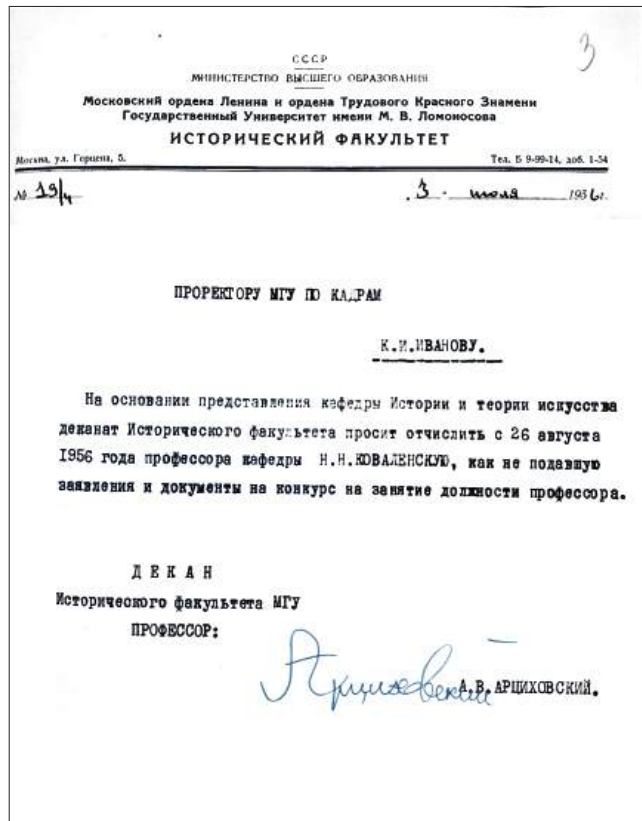 3
СССР
МИНИСТЕРСТВО ВЫСШЕГО ОБРАЗОВАНИЯ
Московский ордена Ленина и ордена Трудового Красного Знамени
Государственный Университет имени М. В. Ломоносова
ИСТОРИЧЕСКИЙ ФАКУЛЬТЕТ
Москва, ул. Герцена, 5. Тел. Б 9-99-14, доб. 1-54
№ 19/4 3 - июля 1956 г.
ПРОРЕКТОРУ МГУ ПО КАДРАМ
К.И.ИВАНОВУ.
На основании представления кафедры Истории и теории искусства
деканат Исторического факультета просит отчислить с 26 августа
1956 года профессора кафедры Н.Н.КОВАЛЕНСКУЮ, как не подавшую
заявления и документы на конкурс на занятие должности профессора.
ДЕКАН
Исторического факультета МГУ
ПРОФЕССОР:
Арциховский
А.В.АРЦИХОВСКИЙ.